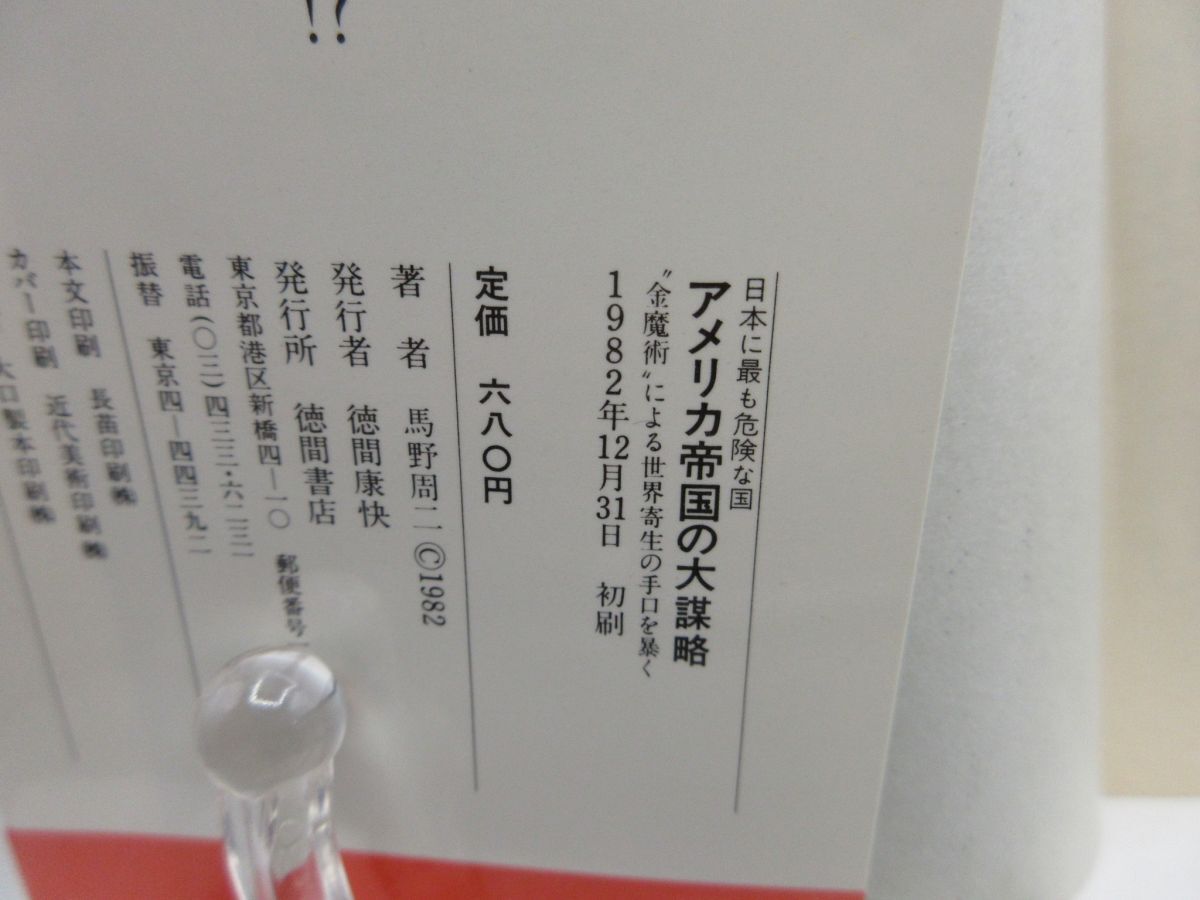 !?
日本に最も危険な国
アメリカ帝国の大謀略
“金魔術”による世界寄生の手口を暴く
1982年12月31日 初刷
定価 六八〇円
著者 馬野周二 ©1982
発行者 徳間康快
発行所 徳間書店
郵便番号
東京都港区新橋四―一〇
電話(〇三)四三三・六二三一
振替 東京四―四四三九二
本文印刷 長苗印刷㈱
カバー印刷 近代美術印刷㈱
大口製本印刷㈱